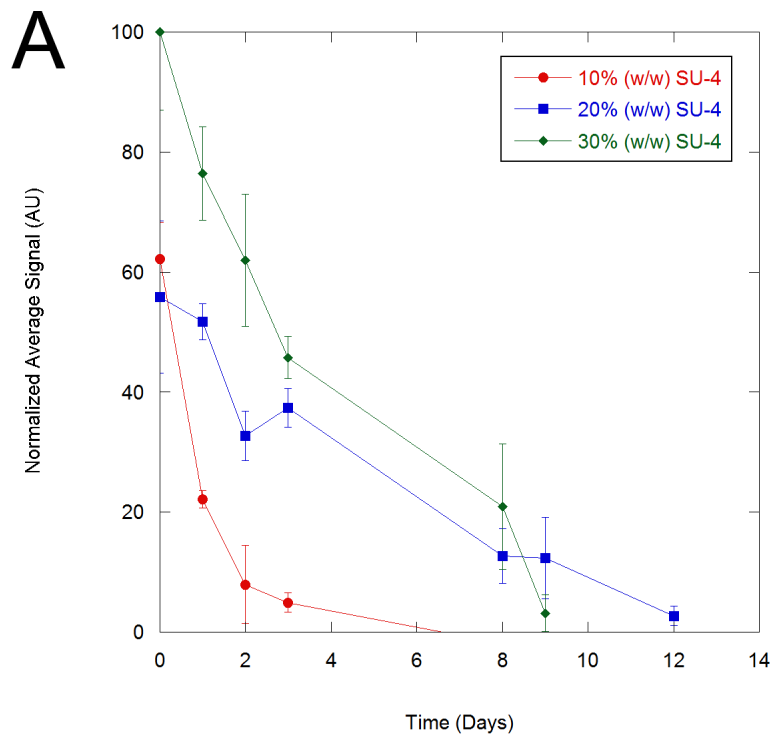 A
100
80
60
40
20
0
Normalized Average Signal (AU)
10% (w/w) SU-4
20% (w/w) SU-4
30% (w/w) SU-4
0 2 4 6 8 10 12 14
Time (Days)